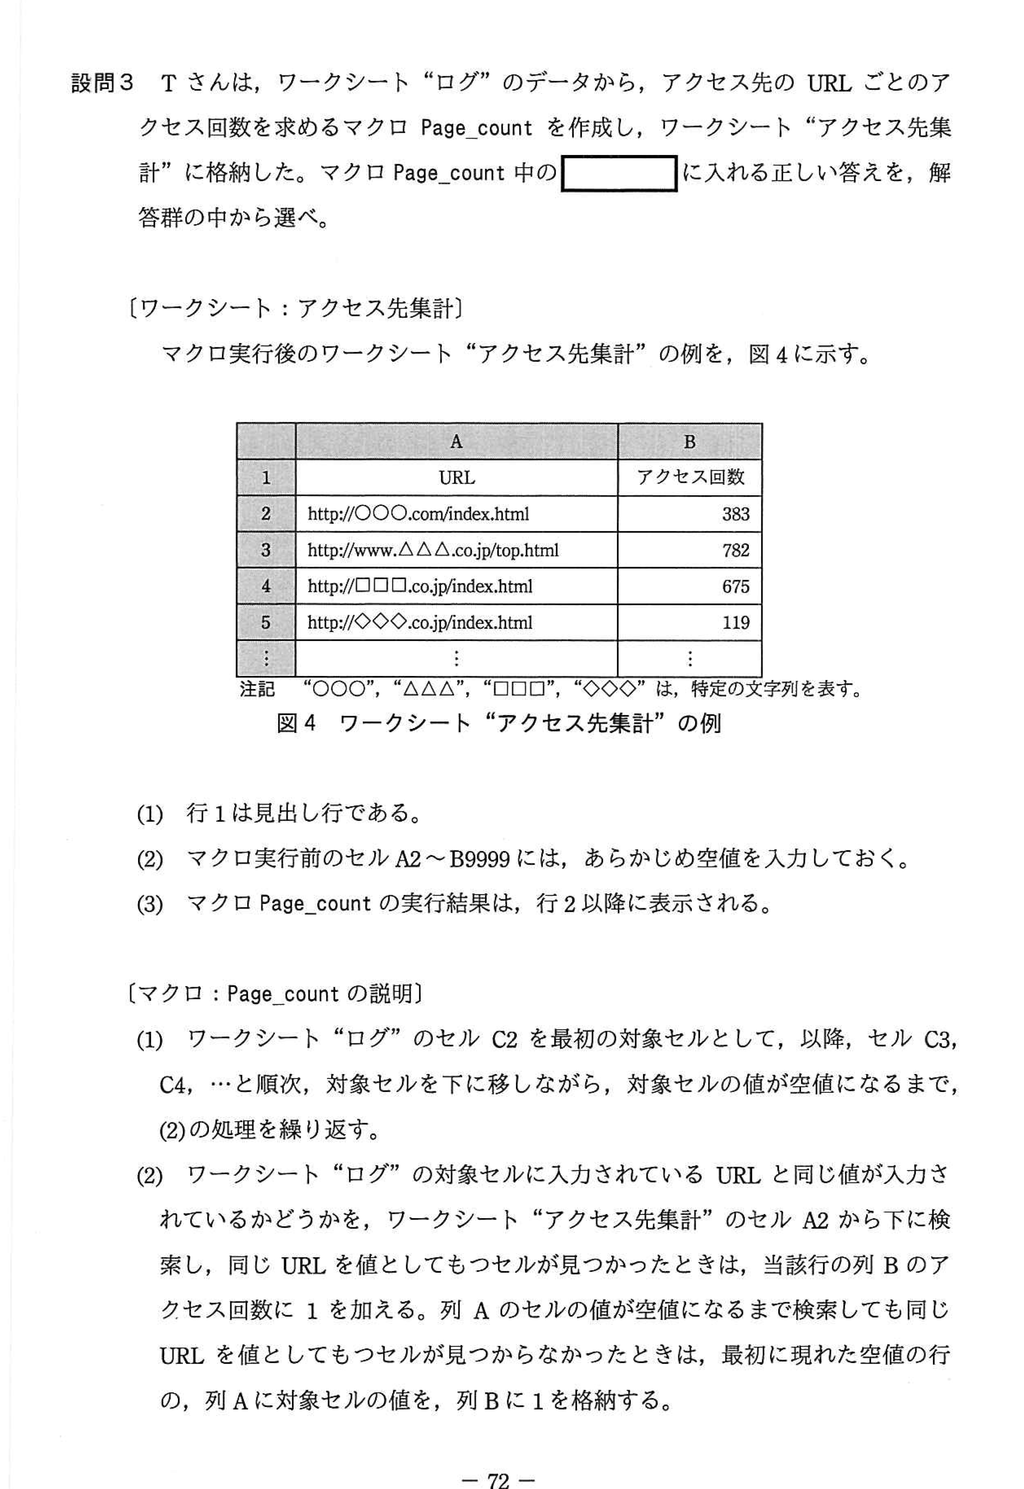 設問3 T さんは，ワークシート“ログ”のデータから，アクセス先の URL ごとのア
クセス回数を求めるマクロ Page_count を作成し，ワークシート“アクセス先集
計”に格納した。マクロ Page_count 中の に入れる正しい答えを，解
答群の中から選べ。
〔ワークシート：アクセス先集計〕
マクロ実行後のワークシート“アクセス先集計”の例を，図4に示す。
A B
1 URL アクセス回数
2 http://○○○.com/index.html 383
3 http://www.△△△.co.jp/top.html 782
4 http://□□□.co.jp/index.html 675
5 http://◇◇◇.co.jp/index.html 119
⋮ ⋮ ⋮
注記 “○○○”，“△△△”，“□□□”，“◇◇◇”は，特定の文字列を表す。
図4 ワークシート“アクセス先集計”の例
(1) 行1は見出し行である。
(2) マクロ実行前のセル A2～B9999 には，あらかじめ空値を入力しておく。
(3) マクロ Page_count の実行結果は，行2以降に表示される。
〔マクロ：Page_count の説明〕
(1) ワークシート“ログ”のセル C2 を最初の対象セルとして，以降，セル C3，
C4，…と順次，対象セルを下に移しながら，対象セルの値が空値になるまで，
(2)の処理を繰り返す。
(2) ワークシート“ログ”の対象セルに入力されている URL と同じ値が入力さ
れているかどうかを，ワークシート“アクセス先集計”のセル A2 から下に検
索し，同じ URL を値としてもつセルが見つかったときは，当該行の列 B のア
クセス回数に 1 を加える。列 A のセルの値が空値になるまで検索しても同じ
URL を値としてもつセルが見つからなかったときは，最初に現れた空値の行
の，列 A に対象セルの値を，列 B に 1 を格納する。
－ 72 －